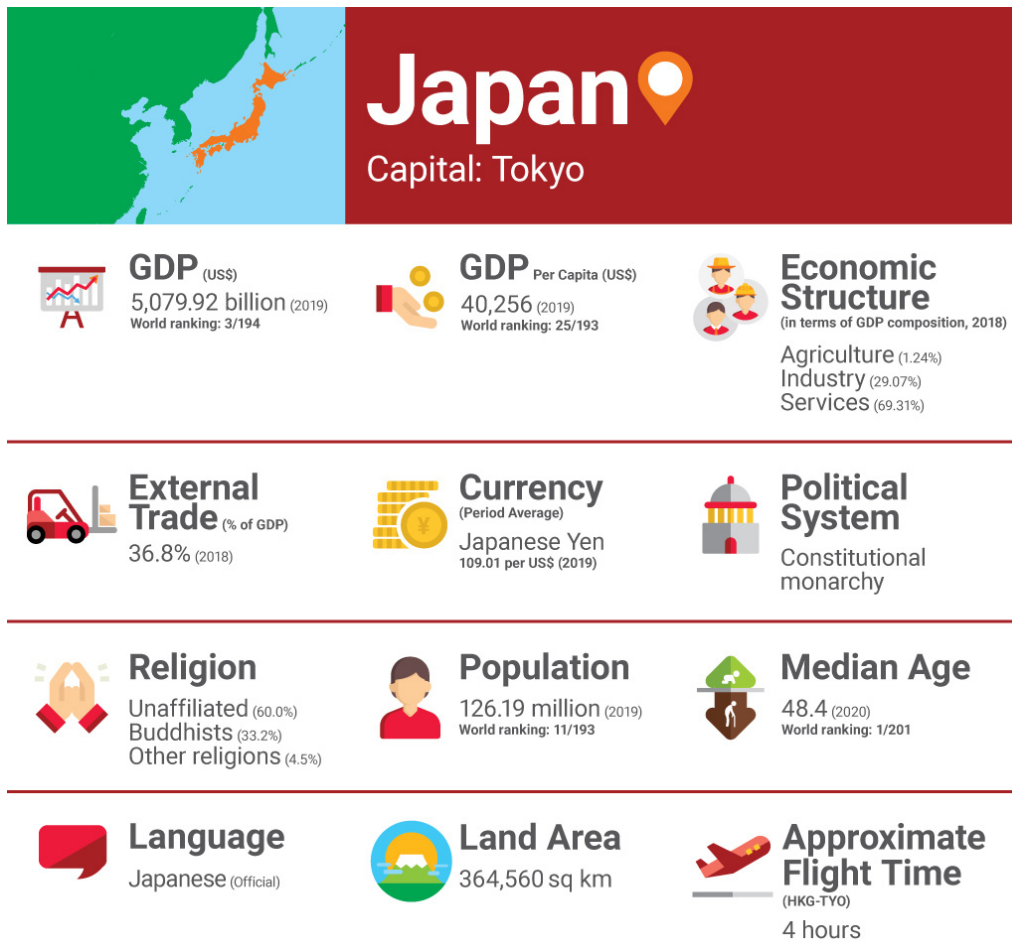 Japan
Capital: Tokyo
GDP (US$)
5,079.92 billion (2019)
World ranking: 3/194
GDP Per Capita (US$)
40,256 (2019)
World ranking: 25/193
Economic
Structure
(in terms of GDP composition, 2018)
Agriculture (1.24%)
Industry (29.07%)
Services (69.31%)
External
Trade (% of GDP)
36.8% (2018)
¥
Currency
(Period Average)
Japanese Yen
109.01 per US$ (2019)
Political
System
Constitutional
monarchy
Religion
Unaffiliated (60.0%)
Buddhists (33.2%)
Other religions (4.5%)
Population
126.19 million (2019)
World ranking: 11/193
Median Age
48.4 (2020)
World ranking: 1/201
Language
Japanese (Official)
Land Area
364,560 sq km
Approximate
Flight Time
(HKG-TYO)
4 hours